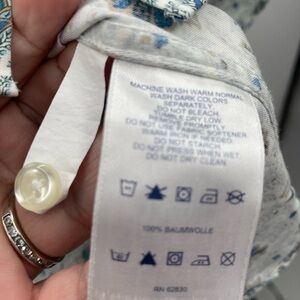 MACHINE WASH WARM NORMAL
WASH DARK COLORS
SEPARATELY
DO NOT BLEACH.
TUMBLE DRY LOW.
REMOVE PROMPTLY
DO NOT USE FABRIC SOFTENER.
WARM IRON IF NEEDED.
DO NOT STARCH.
DO NOT PRESS WHEN WET
DO NOT DRY CLEAN.
100% BAUMWOLLE
RN 62830